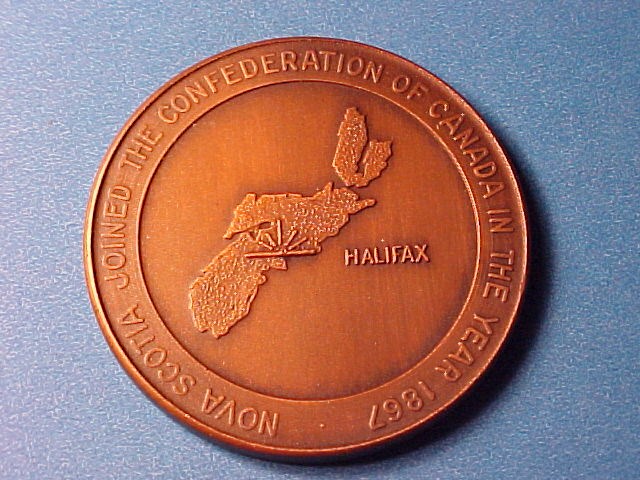 NOVA SCOTIA JOINED THE CONFEDERATION OF CANADA IN THE YEAR 1867
HALIFAX